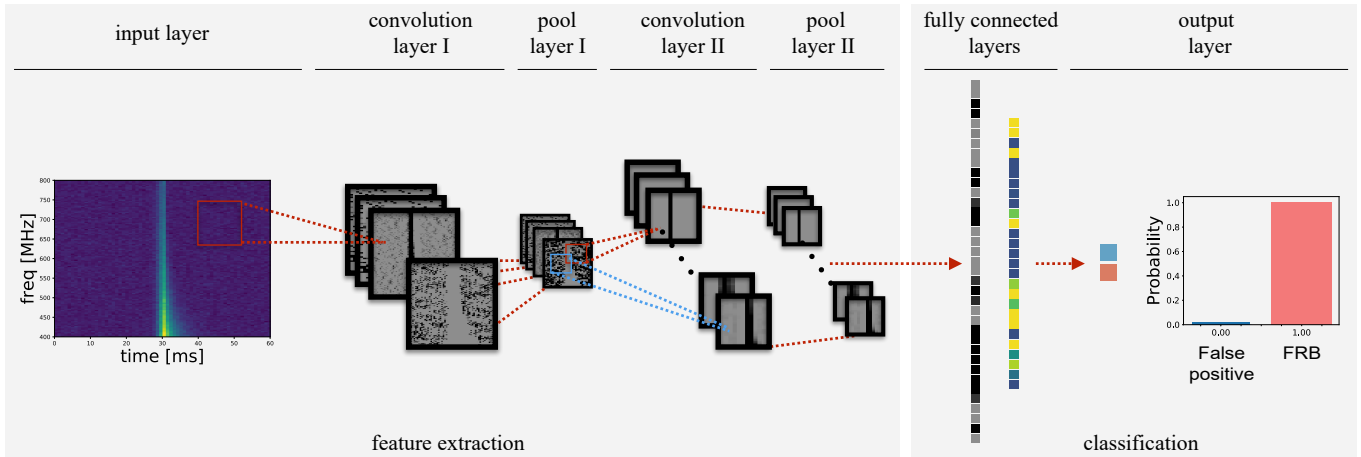 input layer
convolution
layer I
pool
layer I
convolution
layer II
pool
layer II
fully connected
layers
output
layer
freq [MHz]
800
750
700
650
600
550
500
450
400
0 10 20 30 40 50 60
time [ms]
Probability
1.0
0.8
0.6
0.4
0.2
0.0
0.00 1.00
False
positive
FRB
feature extraction
classification